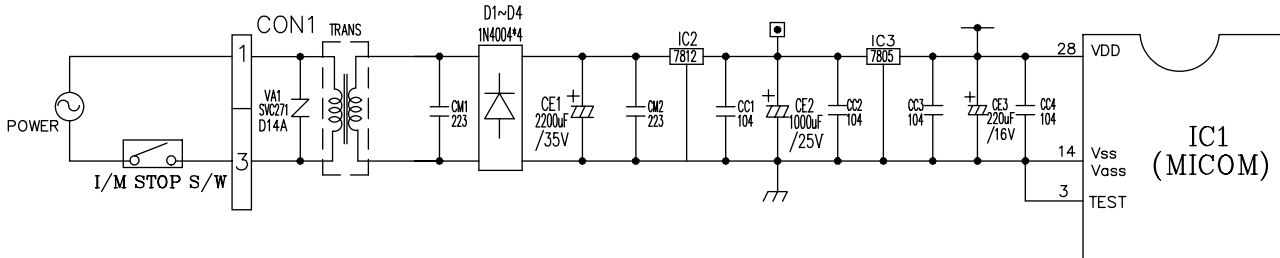 POWER
I/M STOP S/W
CON1
1
3
VA1
SVC271
D14A
TRANS
CM1
223
D1~D4
1N4004*4
CE1
2200uF
/35V
CM2
223
IC2
7812
CC1
104
CE2
1000uF
/25V
CC2
104
IC3
7805
CC3
104
CE3
220uF
/16V
CC4
104
28
VDD
14
Vss
Vass
3
TEST
IC1
(MICOM)